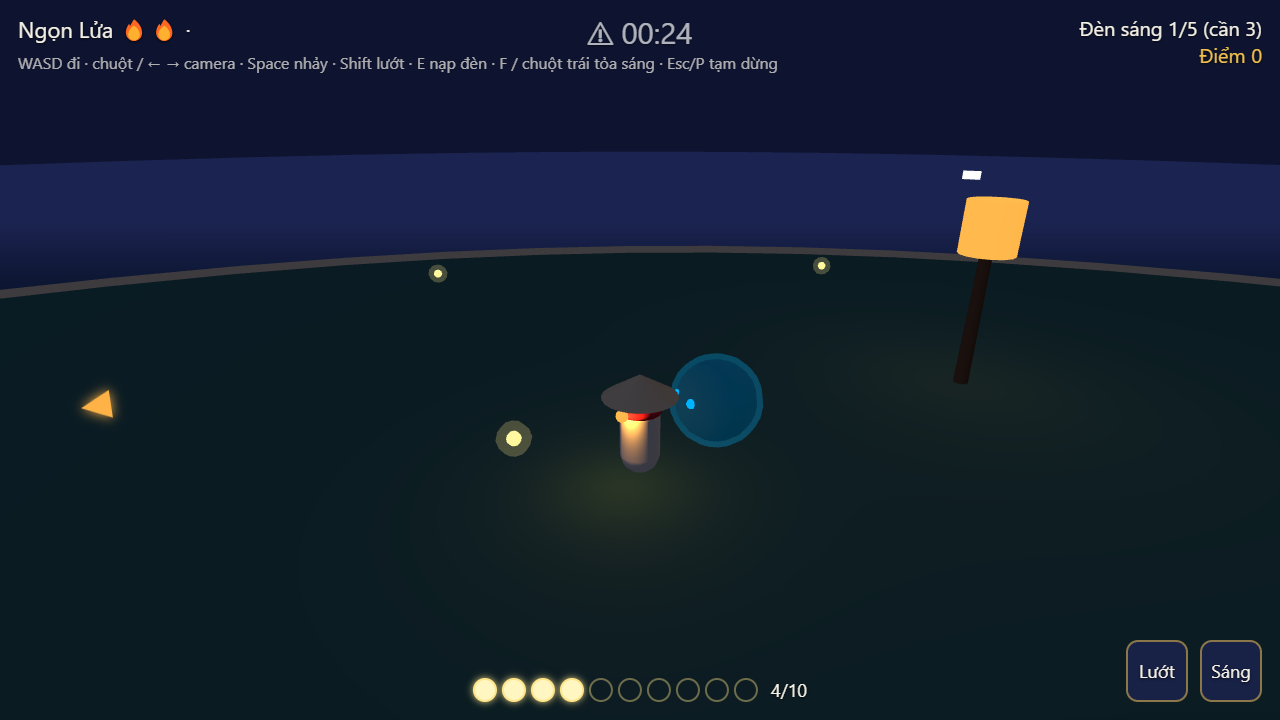 Ngọn Lửa 🔥 🔥 ·
⚠ 00:24
Đèn sáng 1/5 (cần 3)
Điểm 0
WASD đi · chuột / ← → camera · Space nhảy · Shift lướt · E nạp đèn · F / chuột trái tỏa sáng · Esc/P tạm dừng
4/10
Lướt
Sáng